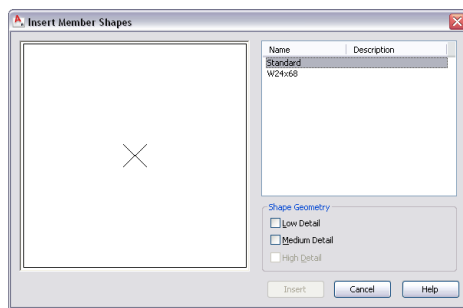 Insert Member Shapes
Name Description
Standard
W24x68
Shape Geometry
Low Detail
Medium Detail
High Detail
Insert Cancel Help